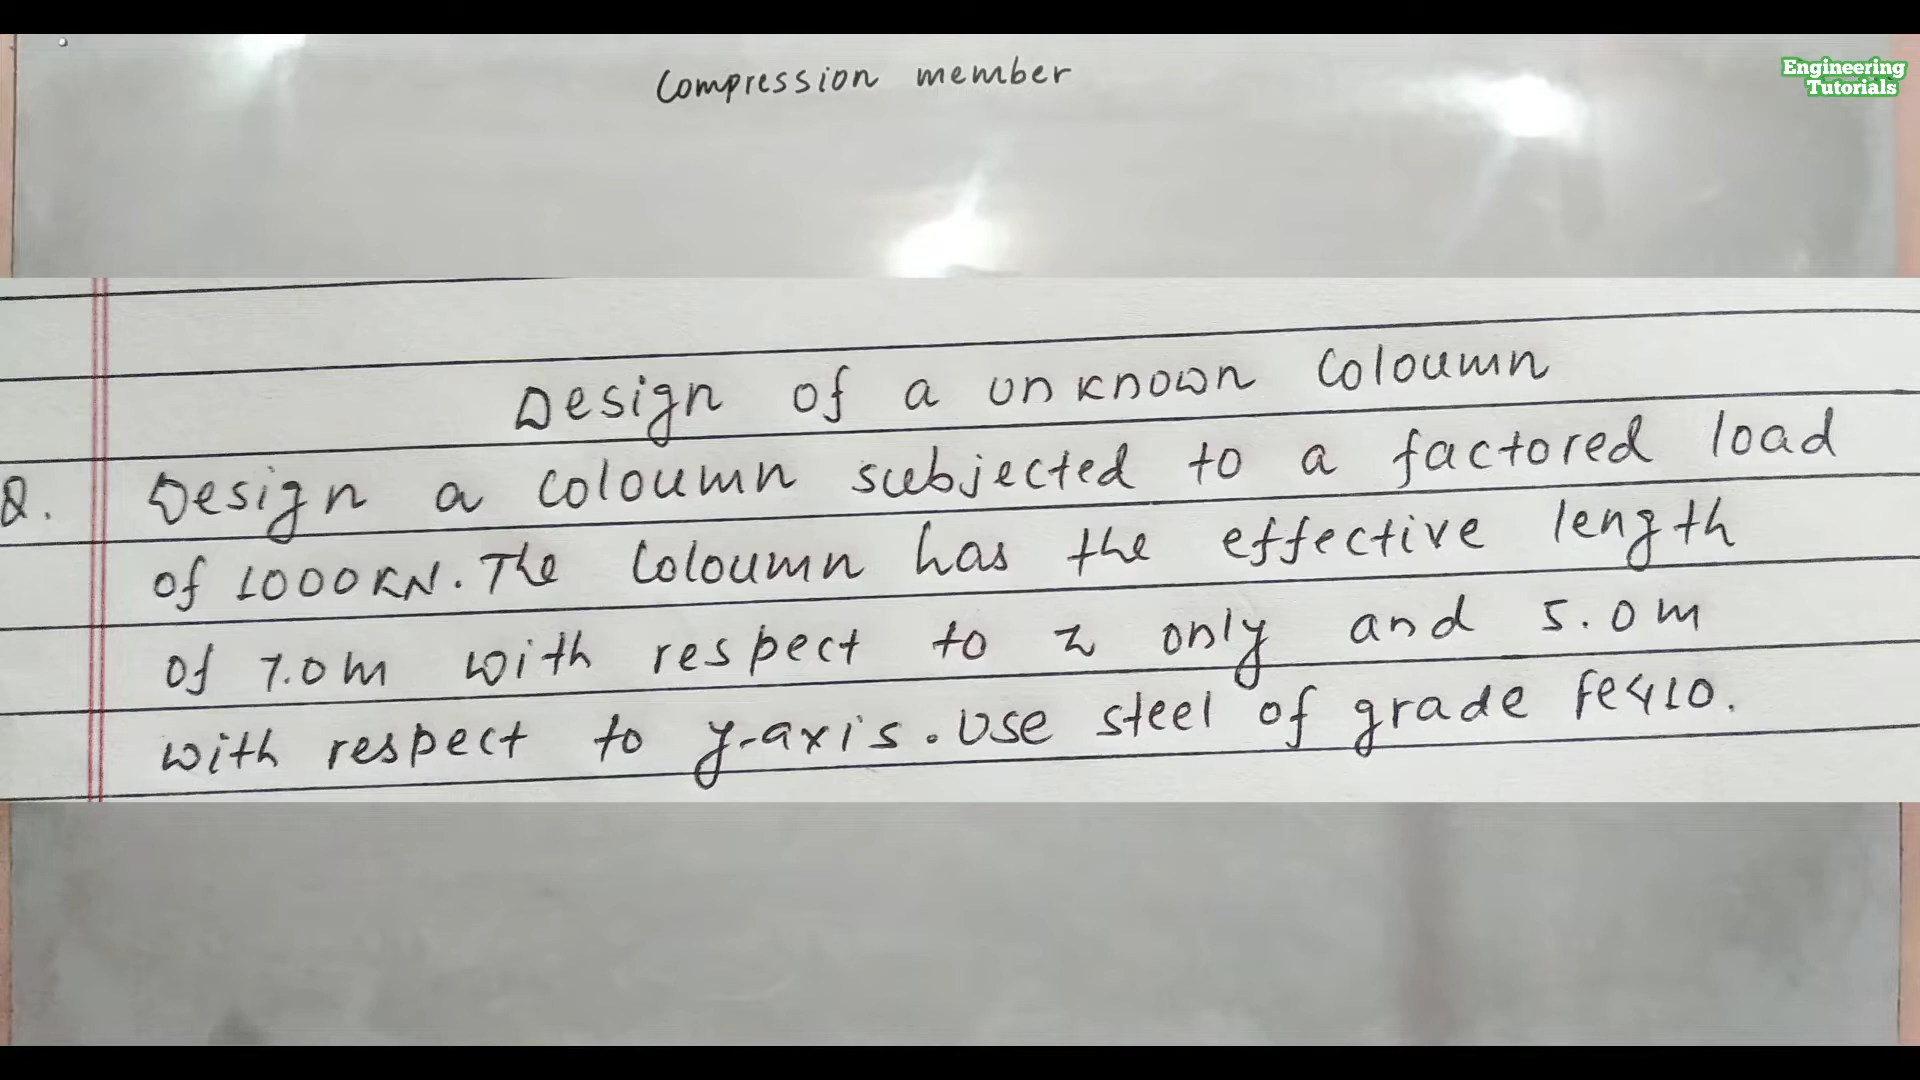 Compression member
Engineering
Tutorials
Design of a unknown Coloumn
Q. Design a coloumn subjected to a factored load
of 1000KN. The Coloumn has the effective length
of 7.0m with respect to z only and 5.0m
with respect to y-axis. Use steel of grade fe410.